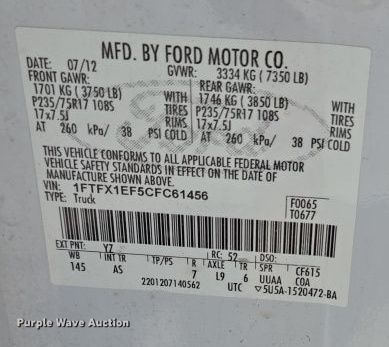 MFD. BY FORD MOTOR CO.
DATE: 07/12 GVWR: 3334 KG ( 7350 LB)
FRONT GAWR: REAR GAWR:
1701 KG ( 3750 LB) 1746 KG ( 3850 LB)
P235/75R17 108S TIRES P235/75R17 108S
17x7.5J RIMS 17x7.5J
AT 260 kPa/ 38 PSI COLD AT 260 kPa/ 38 PSI COLD
THIS VEHICLE CONFORMS TO ALL APPLICABLE FEDERAL MOTOR
VEHICLE SAFETY STANDARDS IN EFFECT ON THE DATE OF
MANUFACTURE SHOWN ABOVE.
VIN: 1FTFX1EF5CFC61456 F0065
TYPE: Truck T0677
EXT PNT: YZ RC: 52 DSO:
WB INT TR TP/PS R AXLE TR SPR CF615
145 AS 7 L9 6 UUAA COA
2201207140562 UTC ▽5U5A-1520472-BA
Purple Wave Auction